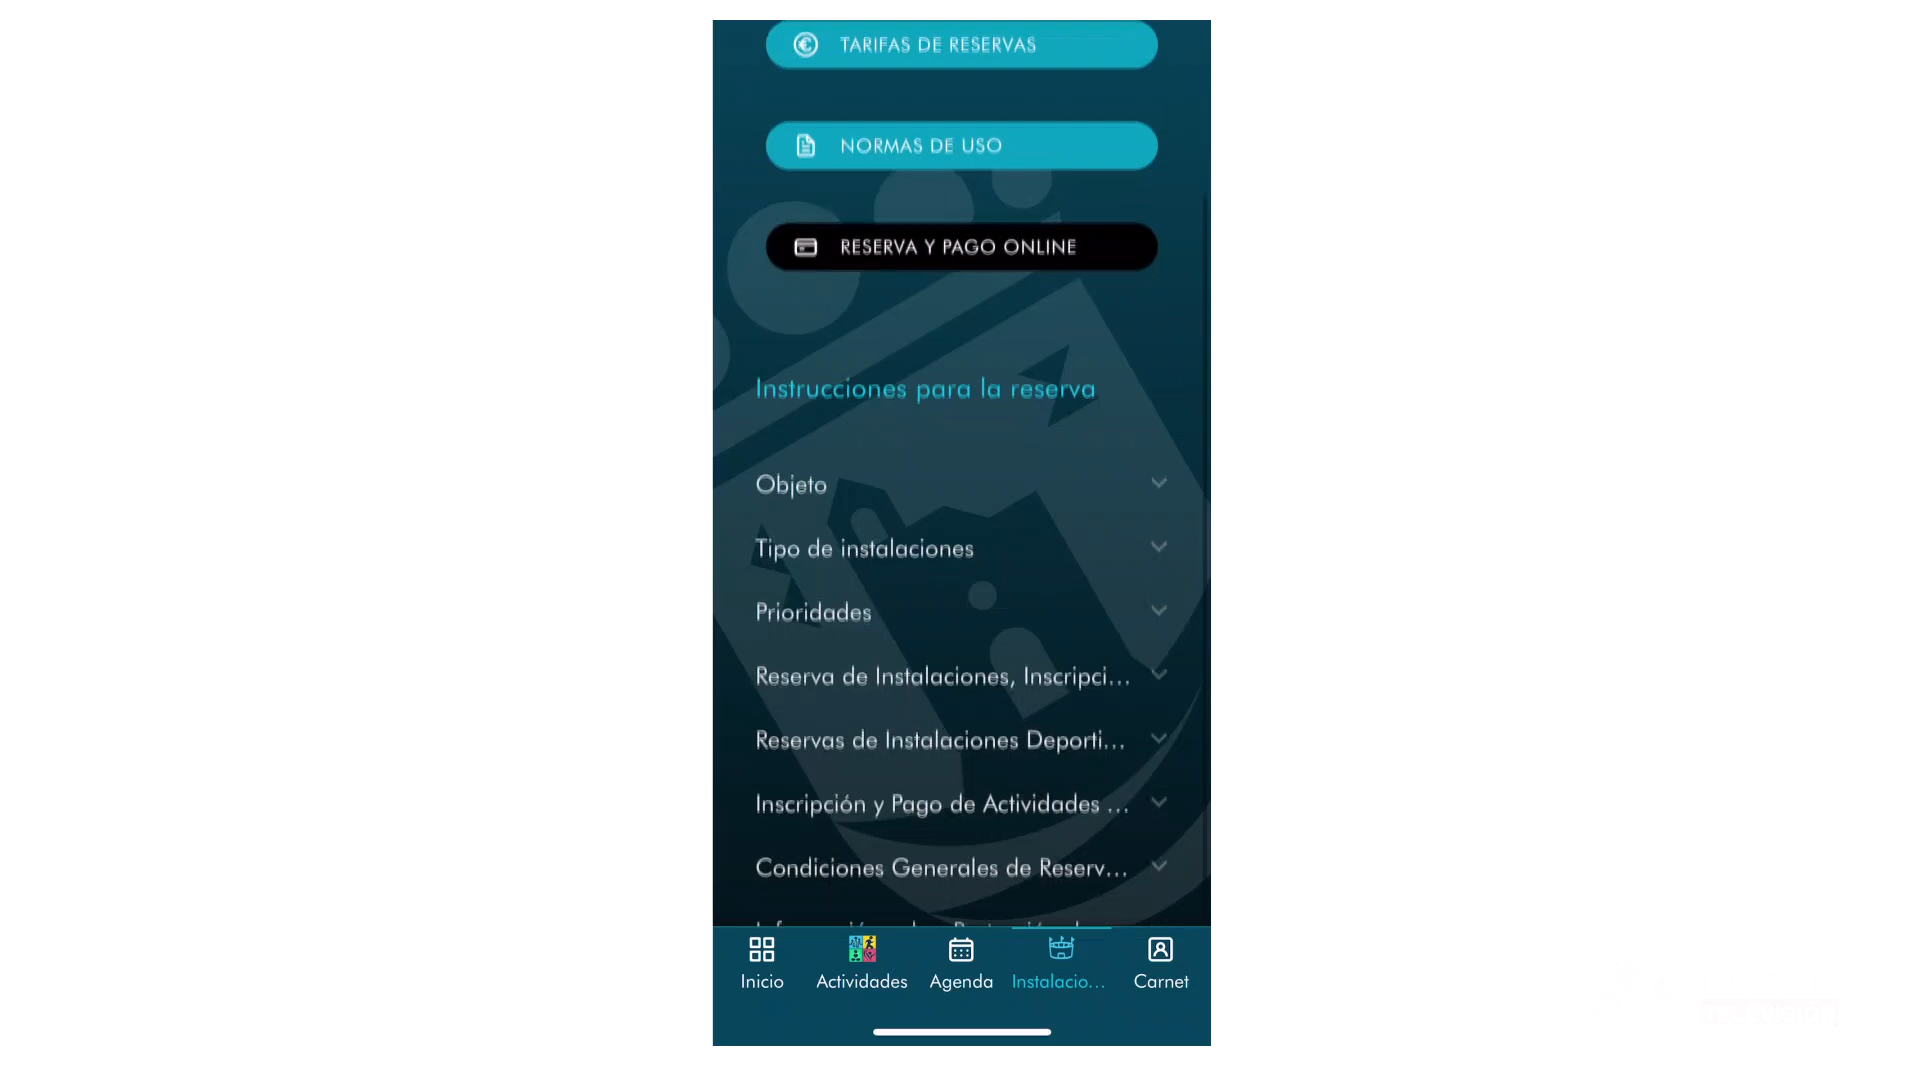 TARIFAS DE RESERVAS
NORMAS DE USO
RESERVA Y PAGO ONLINE
Instrucciones para la reserva
Objeto
Tipo de instalaciones
Prioridades
Reserva de Instalaciones, Inscripci...
Reservas de Instalaciones Deporti...
Inscripción y Pago de Actividades ...
Condiciones Generales de Reserv...
Inicio
Actividades
Agenda
Instalacio...
Carnet